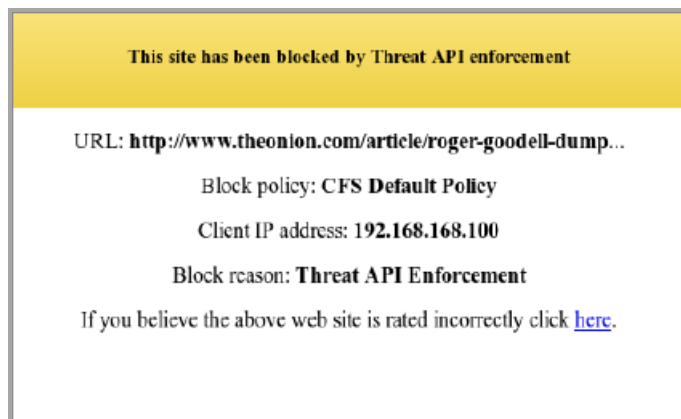 This site has been blocked by Threat API enforcement
URL: http://www.theonion.com/article/roger-goodell-dump...
Block policy: CFS Default Policy
Client IP address: 192.168.168.100
Block reason: Threat API Enforcement
If you believe the above web site is rated incorrectly click here.